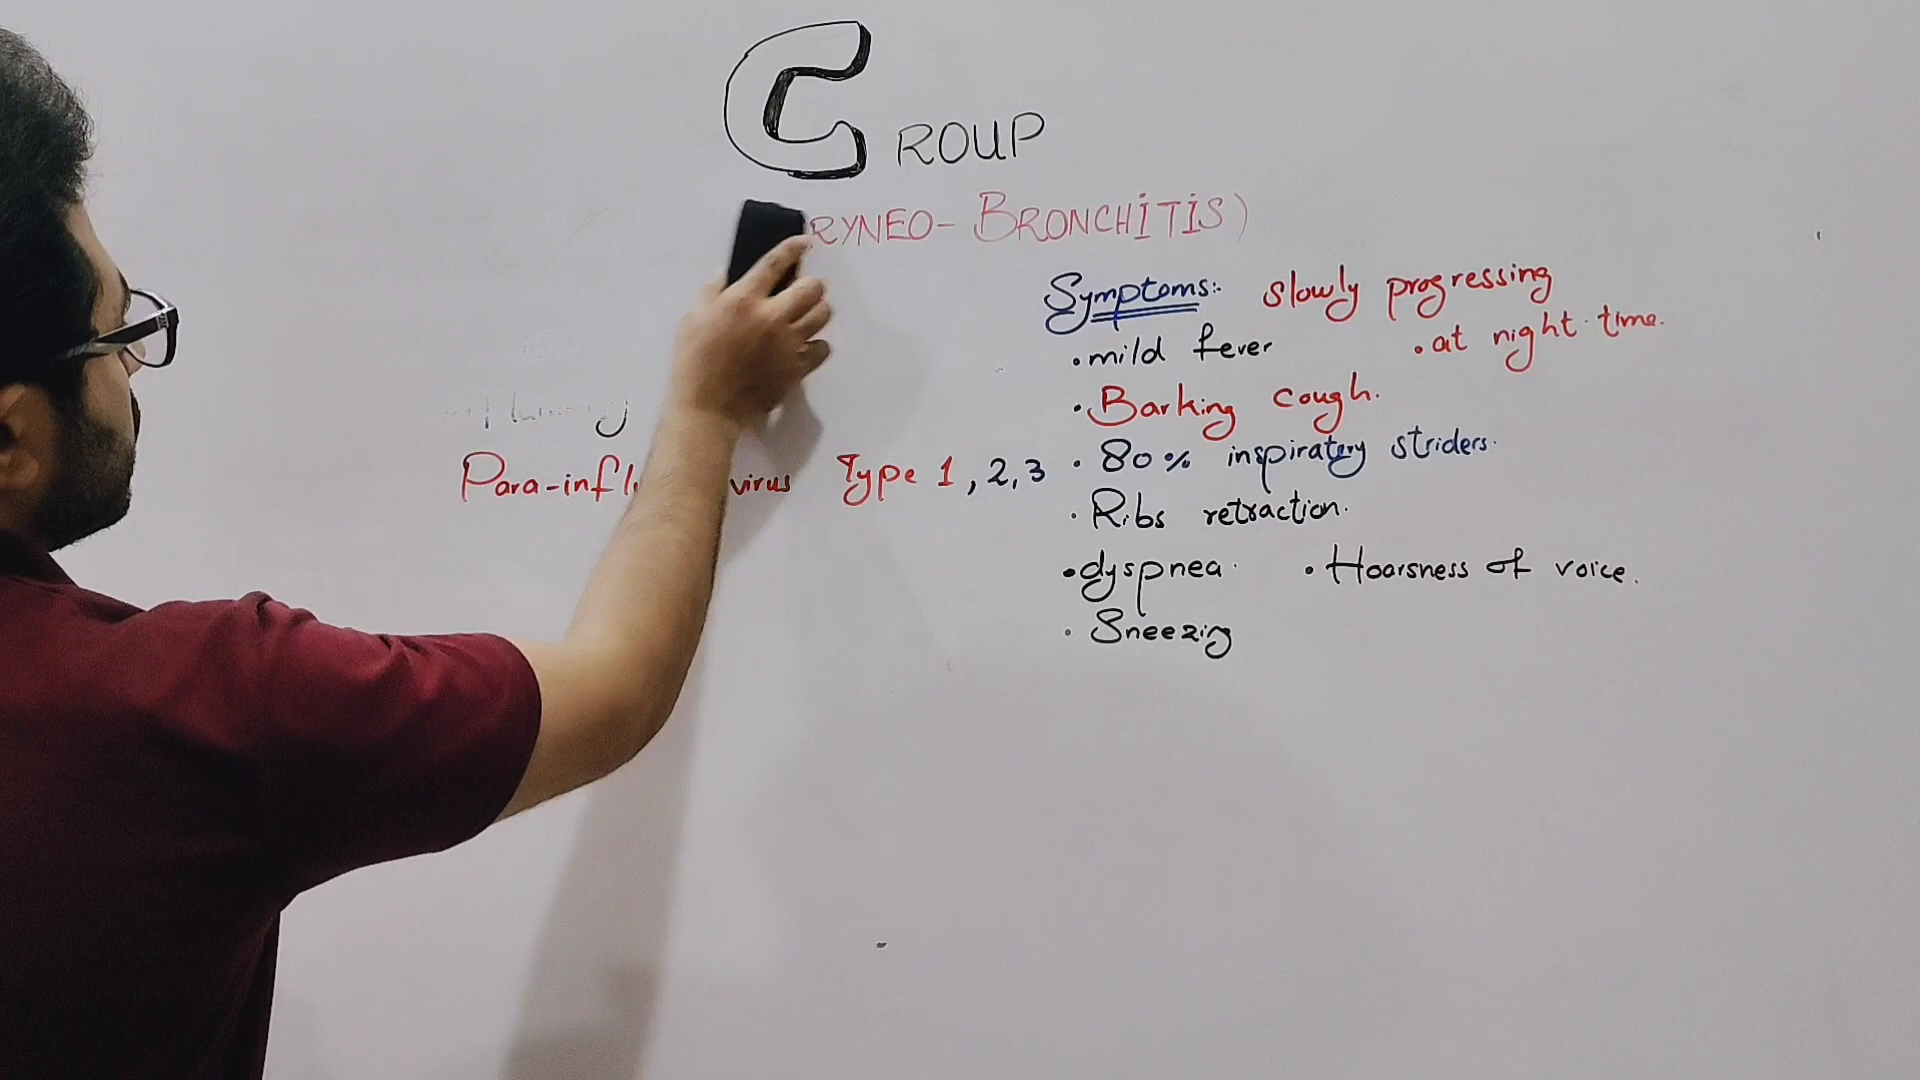 CROUP
RYNEO-BRONCHITIS)
Symptoms:- slowly progressing
• mild fever • at night time.
• Barking cough.
Para-infl virus Type 1, 2, 3
• 80% inspiratory striders.
• Ribs retraction.
• dyspnea. • Hoarsness of voice.
• Sneezing